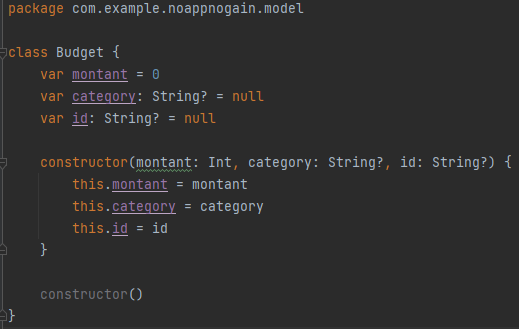 package com.example.noappnogain.model
class Budget {
var montant = 0
var category: String? = null
var id: String? = null
constructor(montant: Int, category: String?, id: String?) {
this.montant = montant
this.category = category
this.id = id
}
constructor()
}